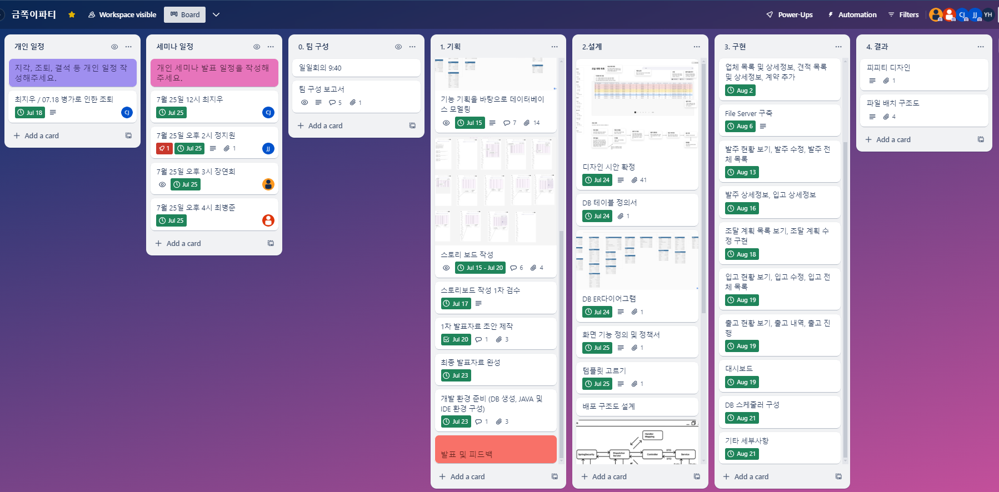 금쪽이파티
Workspace visible
Board
Power-Ups
Automation
Filters
CJ
JJ
YH
개인 일정
지각, 조퇴, 결석 등 개인 일정 작
성해주세요.
최지우 / 07.18 병가로 인한 조퇴
Jul 18
CJ
Add a card
세미나 일정
개인 세미나 발표 일정을 작성해
주세요.
7월 25일 12시 최지우
Jul 25
CJ
7월 25일 오후 2시 정지원
1
Jul 25
1
JJ
7월 25일 오후 3시 장연희
Jul 25
7월 25일 오후 4시 최병준
Jul 25
Add a card
0. 팀 구성
일일회의 9:40
팀 구성 보고서
5
1
Add a card
1. 기획
기능 기획을 바탕으로 데이터베이
스 모델링
Jul 15
7
14
스토리 보드 작성
Jul 15 - Jul 20
6
4
스토리보드 작성 1차 검수
Jul 17
1차 발표자료 초안 제작
Jul 20
1
3
최종 발표자료 완성
Jul 23
개발 환경 준비 (DB 생성, JAVA 및
IDE 환경 구성)
Jul 23
1
3
발표 및 피드백
Add a card
2.설계
조달 계획 목록
디자인 시안 확정
Jul 24
41
DB 테이블 정의서
Jul 24
1
DB ER다이어그램
Jul 24
1
화면 기능 정의 및 정책서
Jul 25
1
템플릿 고르기
Jul 25
1
배포 구조도 설계
Handler
Mapping
SpringSecurity
Dispatcher
Servlet
Controller
DTO
DTO
Service
Add a card
3. 구현
업체 목록 및 상세정보, 견적 목록
및 상세정보, 계약 추가
Aug 2
File Server 구축
Aug 6
발주 현황 보기, 발주 수정, 발주 전
체 목록
Aug 13
발주 상세정보, 입고 상세정보
Aug 16
조달 계획 목록 보기, 조달 계획 수
정 구현
Aug 18
입고 현황 보기, 입고 수정, 입고 전
체 목록
Aug 19
출고 현황 보기, 출고 내역, 출고 진
행
Aug 19
대시보드
Aug 19
DB 스케줄러 구성
Aug 21
기타 세부사항
Aug 21
Add a card
4. 결과
피피티 디자인
1
파일 배치 구조도
4
Add a card